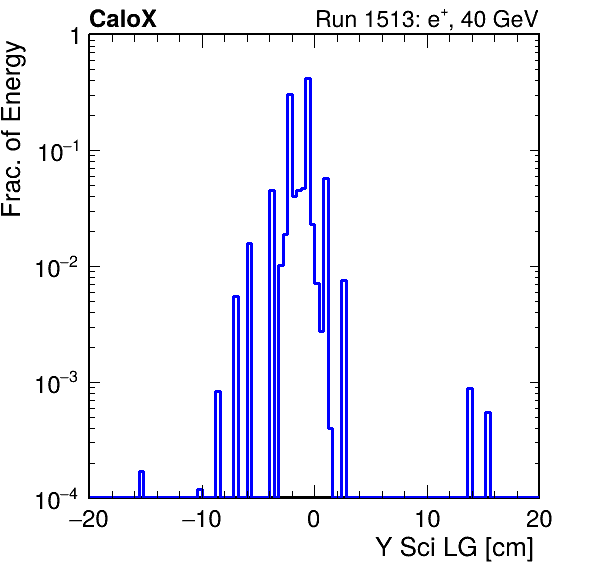 CaloX Run 1513: e⁺, 40 GeV
Frac. of Energy
1
10⁻¹
10⁻²
10⁻³
10⁻⁴
−20 −10 0 10 20
Y Sci LG [cm]